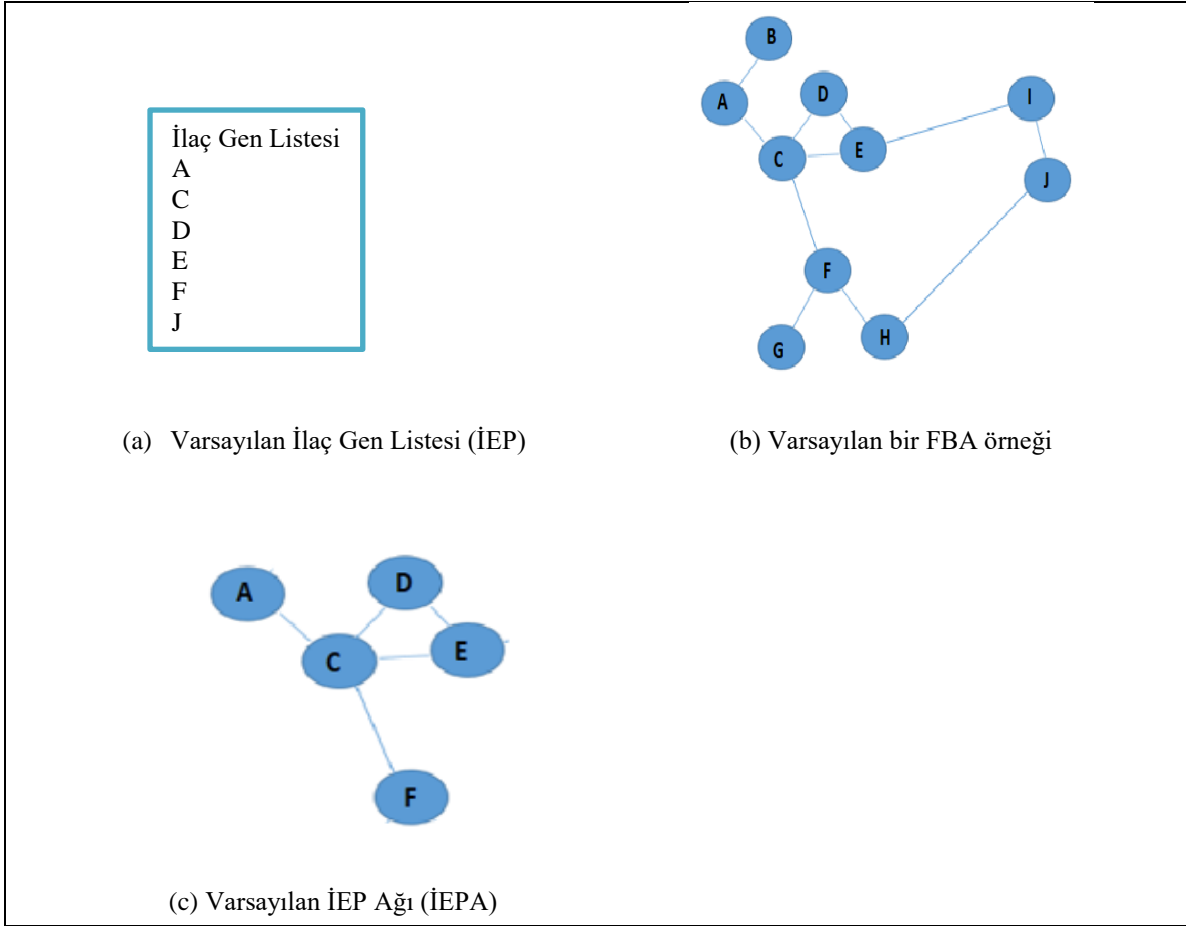 İlaç Gen Listesi
A
C
D
E
F
J
B
A
D
I
C
E
J
F
G
H
(a) Varsayılan İlaç Gen Listesi (İEP)
(b) Varsayılan bir FBA örneği
A
D
C
E
F
(c) Varsayılan İEP Ağı (İEPA)